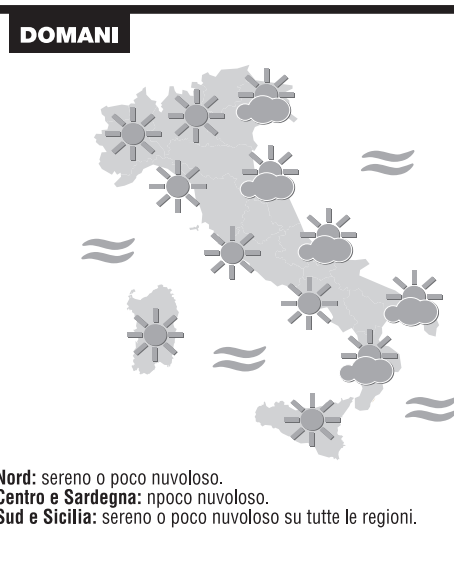 DOMANI
Nord: sereno o poco nuvoloso.
Centro e Sardegna: npoco nuvoloso.
Sud e Sicilia: sereno o poco nuvoloso su tutte le regioni.